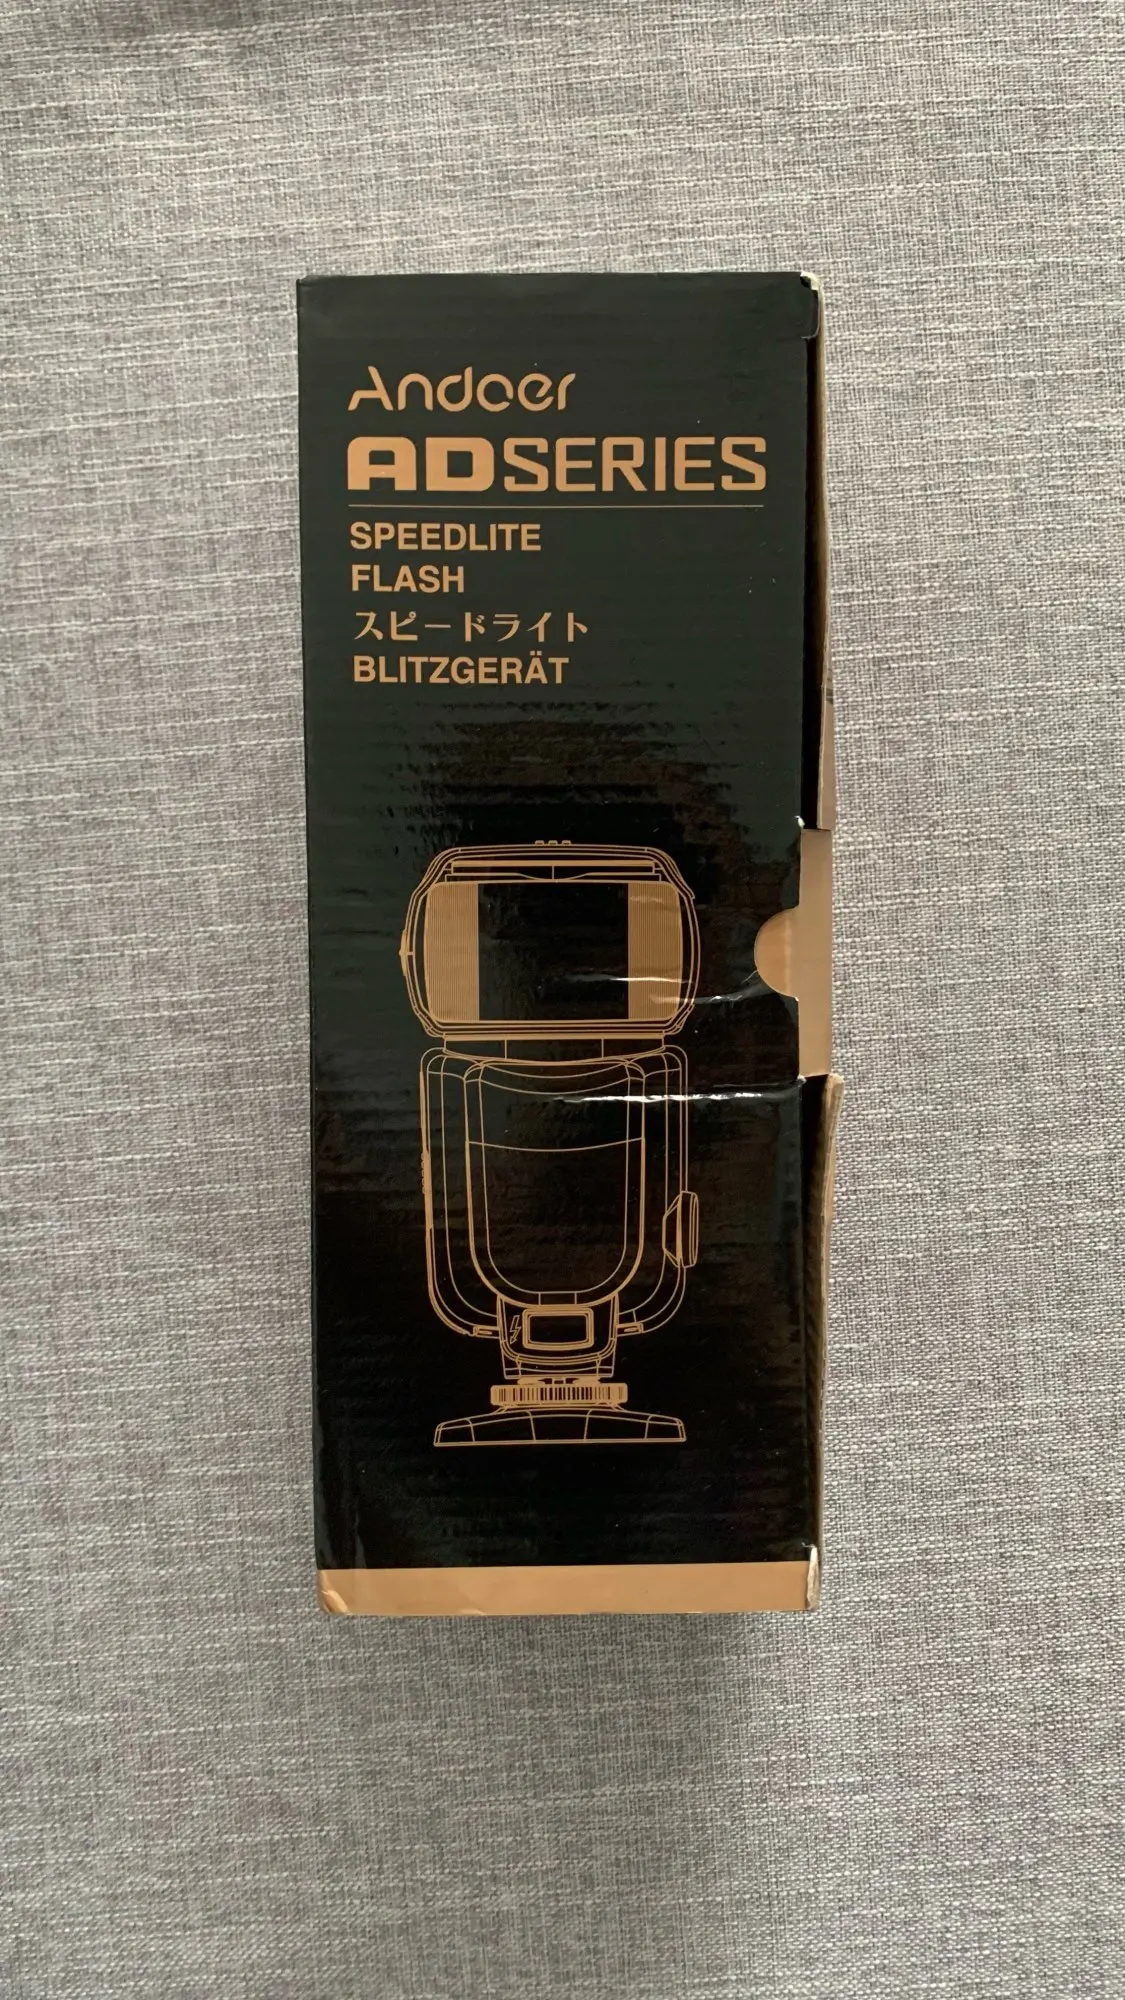 Andoer
ADSERIES
SPEEDLITE
FLASH
スピードライト
BLITZGERÄT